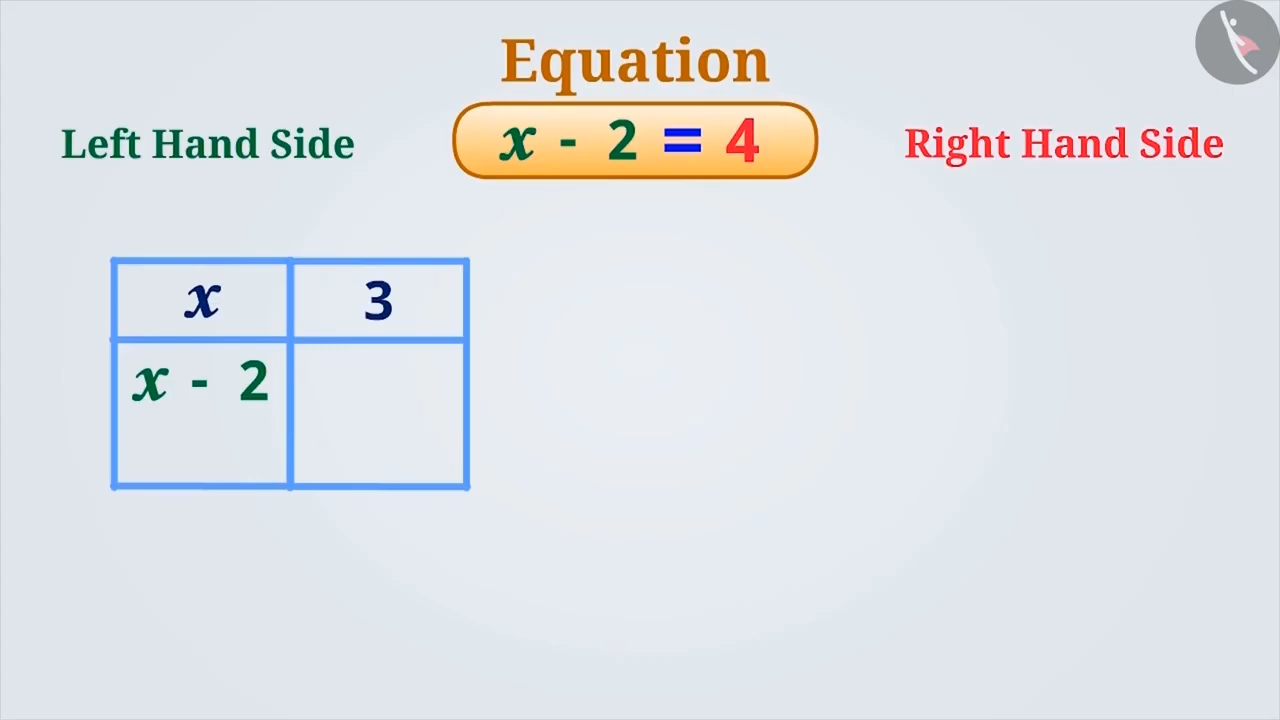 Equation
Left Hand Side
x - 2 = 4
Right Hand Side
x 3
x - 2